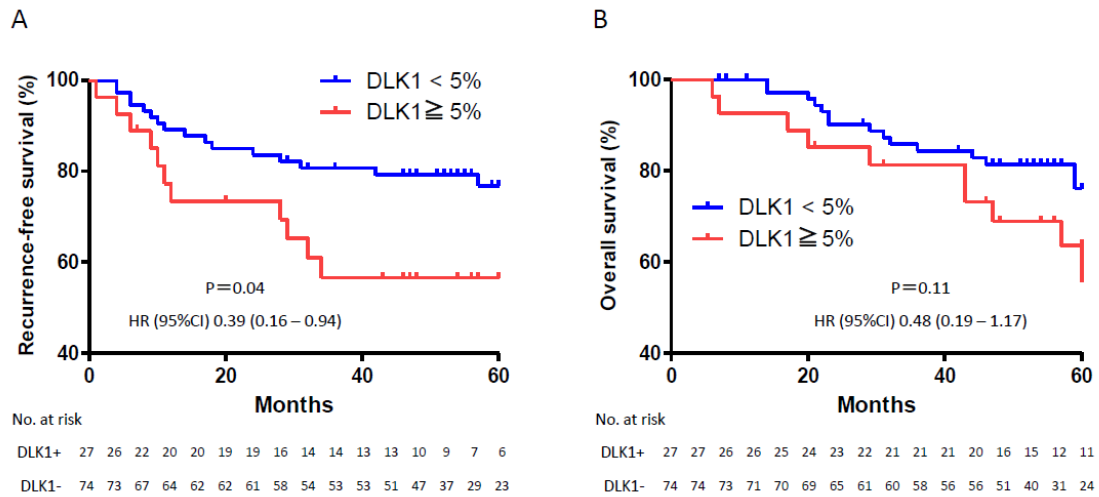 A
Recurrence-free survival (%)
100
80
60
40
DLK1 < 5%
DLK1≧ 5%
P=0.04
HR (95%CI) 0.39 (0.16 – 0.94)
0 20 40 60
Months
No. at risk
DLK1+ 27 26 22 20 20 19 19 16 14 14 13 13 10 9 7 6
DLK1- 74 73 67 64 62 62 61 58 54 53 53 51 47 37 29 23
B
Overall survival (%)
100
80
60
40
DLK1 < 5%
DLK1≧ 5%
P=0.11
HR (95%CI) 0.48 (0.19 – 1.17)
0 20 40 60
Months
No. at risk
DLK1+ 27 27 26 26 25 24 23 22 21 21 21 20 16 15 12 11
DLK1- 74 74 73 71 70 69 65 61 60 58 56 56 51 40 31 24